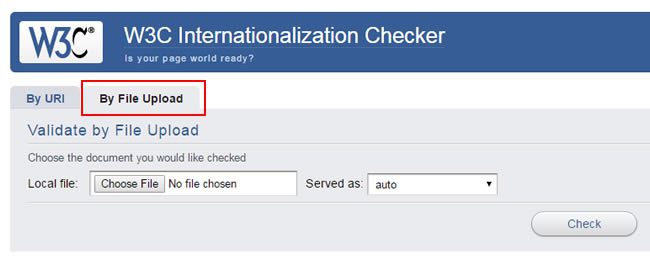 W3C® W3C Internationalization Checker
Is your page world ready?
By URI By File Upload
Validate by File Upload
Choose the document you would like checked
Local file: Choose File No file chosen Served as: auto
Check